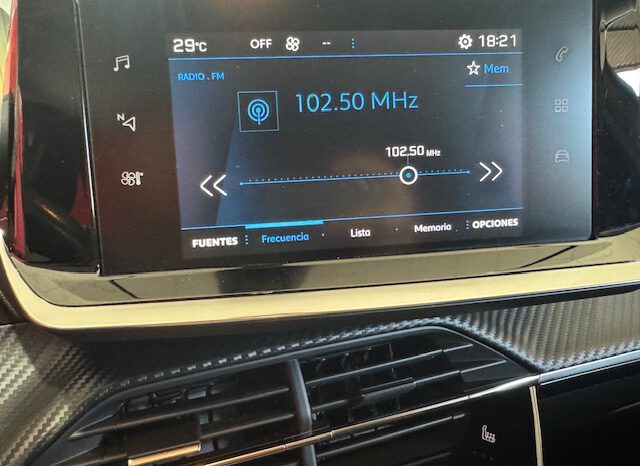 29°C OFF -- 18:21
RADIO . FM Mem
102.50 MHz
102.50 MHz
N
FUENTES Frecuencia Lista Memoria OPCIONES